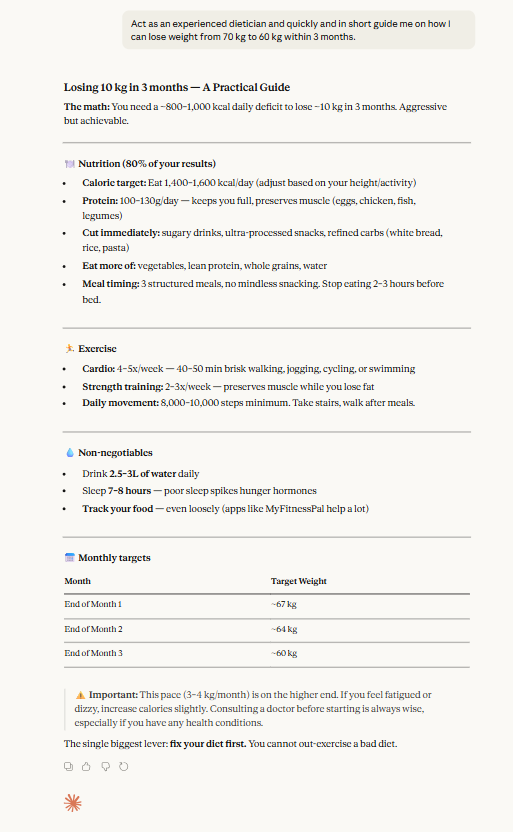 Act as an experienced dietician and quickly and in short guide me on how I
can lose weight from 70 kg to 60 kg within 3 months.
Losing 10 kg in 3 months — A Practical Guide
The math: You need a ~800–1,000 kcal daily deficit to lose ~10 kg in 3 months. Aggressive
but achievable.
🍽️ Nutrition (80% of your results)
• Calorie target: Eat 1,400–1,600 kcal/day (adjust based on your height/activity)
• Protein: 100–130g/day — keeps you full, preserves muscle (eggs, chicken, fish,
legumes)
• Cut immediately: sugary drinks, ultra-processed snacks, refined carbs (white bread,
rice, pasta)
• Eat more of: vegetables, lean protein, whole grains, water
• Meal timing: 3 structured meals, no mindless snacking. Stop eating 2–3 hours before
bed.
🏃 Exercise
• Cardio: 4–5x/week — 40–50 min brisk walking, jogging, cycling, or swimming
• Strength training: 2–3x/week — preserves muscle while you lose fat
• Daily movement: 8,000–10,000 steps minimum. Take stairs, walk after meals.
💧 Non-negotiables
• Drink 2.5–3L of water daily
• Sleep 7–8 hours — poor sleep spikes hunger hormones
• Track your food — even loosely (apps like MyFitnessPal help a lot)
🗓️ Monthly targets
Month Target Weight
End of Month 1 ~67 kg
End of Month 2 ~64 kg
End of Month 3 ~60 kg
⚠️ Important: This pace (3–4 kg/month) is on the higher end. If you feel fatigued or
dizzy, increase calories slightly. Consulting a doctor before starting is always wise,
especially if you have any health conditions.
The single biggest lever: fix your diet first. You cannot out-exercise a bad diet.